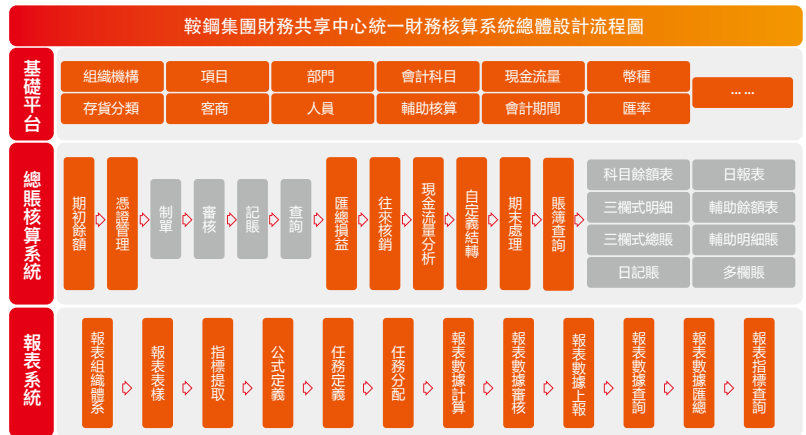 鞍鋼集團財務共享中心統一財務核算系統總體設計流程圖
基礎平台
組織機構
項目
部門
會計科目
現金流量
幣種
... ...
存貨分類
客商
人員
輔助核算
會計期間
匯率
總賬核算系統
期初餘額
憑證管理
制單
審核
記賬
查詢
匯總損益
往來核銷
現金流量分析
自定義結轉
期末處理
賬簿查詢
科目餘額表
日報表
三欄式明細
輔助餘額表
三欄式總賬
輔助明細賬
日記賬
多欄賬
報表系統
報表組織體系
報表表樣
指標提取
公式定義
任務定義
任務分配
報表數據計算
報表數據審核
報表數據上報
報表數據查詢
報表數據匯總
報表指標查詢